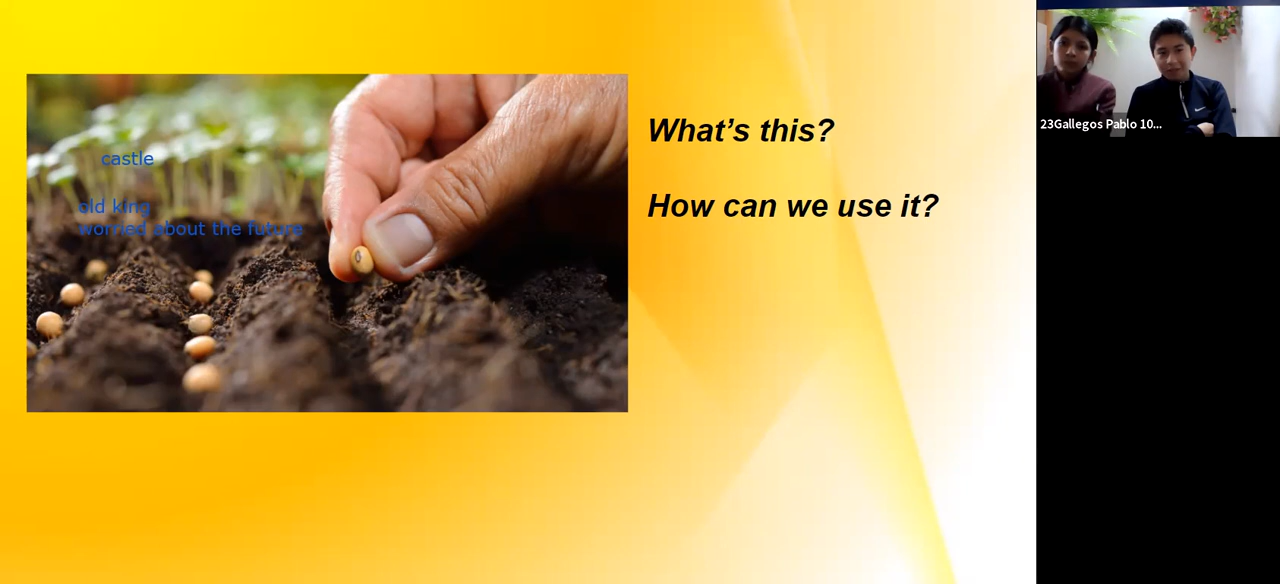 What's this?
How can we use it?
castle
old king
worried about the future
23Gallegos Pablo 10...